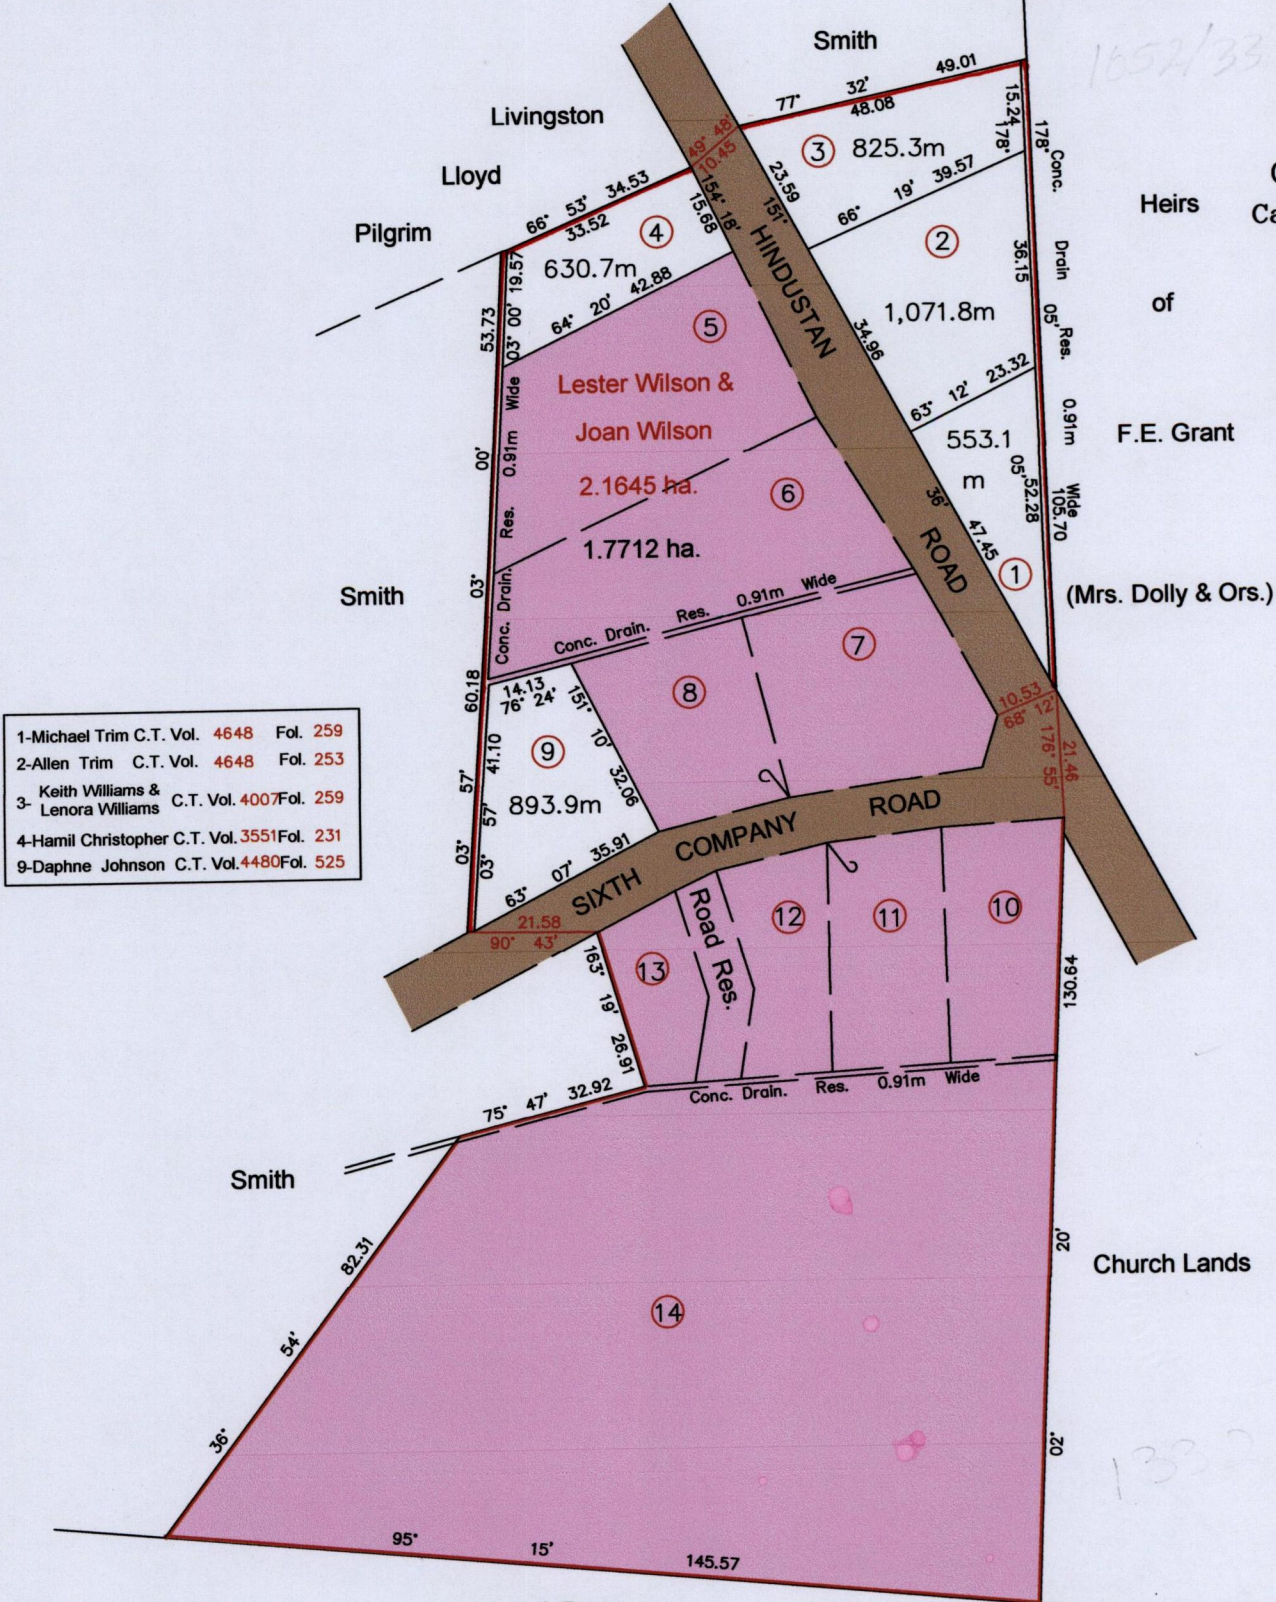 Smith
1652/33
77° 32' 49.01
48.08
15.24
178°
178°
Livingston
49° 48'
10.45
3 825.3m
Conc. Drain Res. 0.91m Wide
Lloyd
66° 53' 34.53
33.52
4
154° 18'
15.68
23.59
151°
66° 19' 39.57
Heirs
Ca
Pilgrim
630.7m
64° 20' 42.88
2
36.15
05'
1,071.8m
of
53.73
19.57
03° 00'
HINDUSTAN ROAD
34.96
5
Lester Wilson &
Joan Wilson
2.1645 ha.
6
1.7712 ha.
63° 12' 23.32
553.1
m
05'
52.28
105.70
F.E. Grant
00'
03°
Conc. Drain. Res. 0.91m Wide
36'
47.45
1
(Mrs. Dolly & Ors.)
Smith
Conc. Drain. Res. 0.91m Wide
7
8
60.18
14.13
76° 24'
151° 10'
32.06
10.53
68° 12'
176° 55'
21.46
1-Michael Trim C.T. Vol. 4648 Fol. 259
2-Allen Trim C.T. Vol. 4648 Fol. 253
3- Keith Williams &
Lenora Williams C.T. Vol. 4007 Fol. 259
4-Hamil Christopher C.T. Vol. 3551 Fol. 231
9-Daphne Johnson C.T. Vol. 4480 Fol. 525
9
893.9m
41.10
57'
57'
03°
03°
63° 07' 35.91
SIXTH COMPANY ROAD
21.58
90° 43'
163° 19' 26.91
13
Road Res.
12
11
10
130.64
75° 47' 32.92
Conc. Drain. Res. 0.91m Wide
Smith
82.31
54'
36°
14
20'
02°
Church Lands
95° 15' 145.57